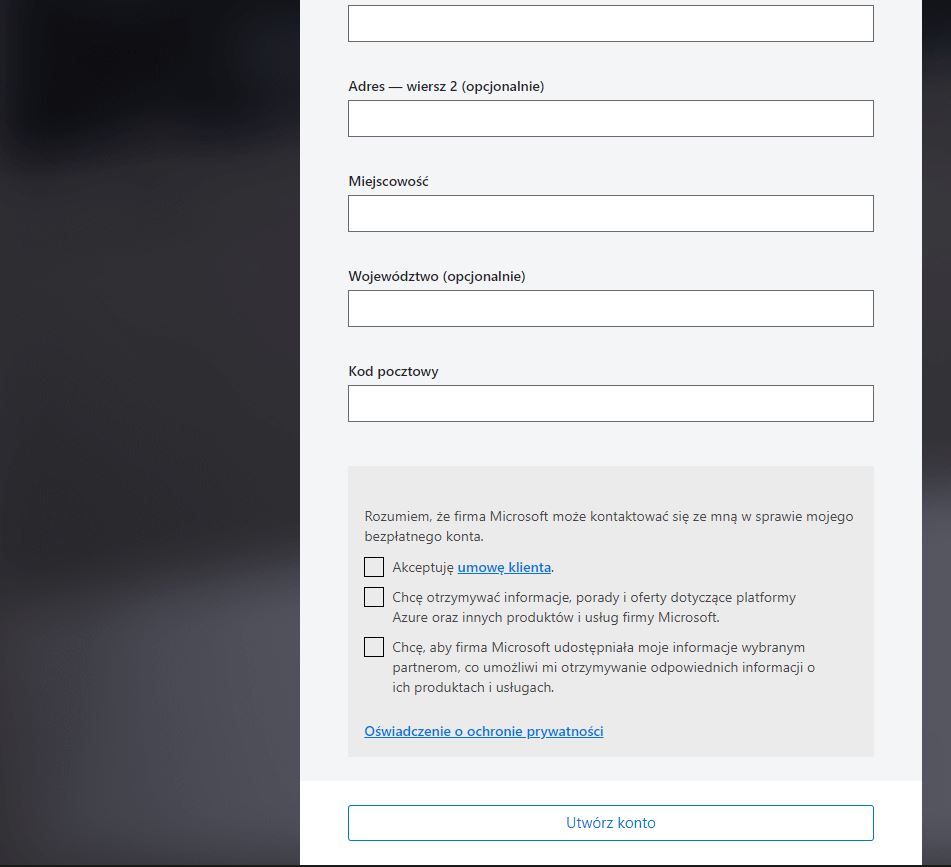 Adres — wiersz 2 (opcjonalnie)
Miejscowość
Województwo (opcjonalnie)
Kod pocztowy
Rozumiem, że firma Microsoft może kontaktować się ze mną w sprawie mojego
bezpłatnego konta.
Akceptuję umowę klienta.
Chcę otrzymywać informacje, porady i oferty dotyczące platformy
Azure oraz innych produktów i usług firmy Microsoft.
Chcę, aby firma Microsoft udostępniała moje informacje wybranym
partnerom, co umożliwi mi otrzymywanie odpowiednich informacji o
ich produktach i usługach.
Oświadczenie o ochronie prywatności
Utwórz konto